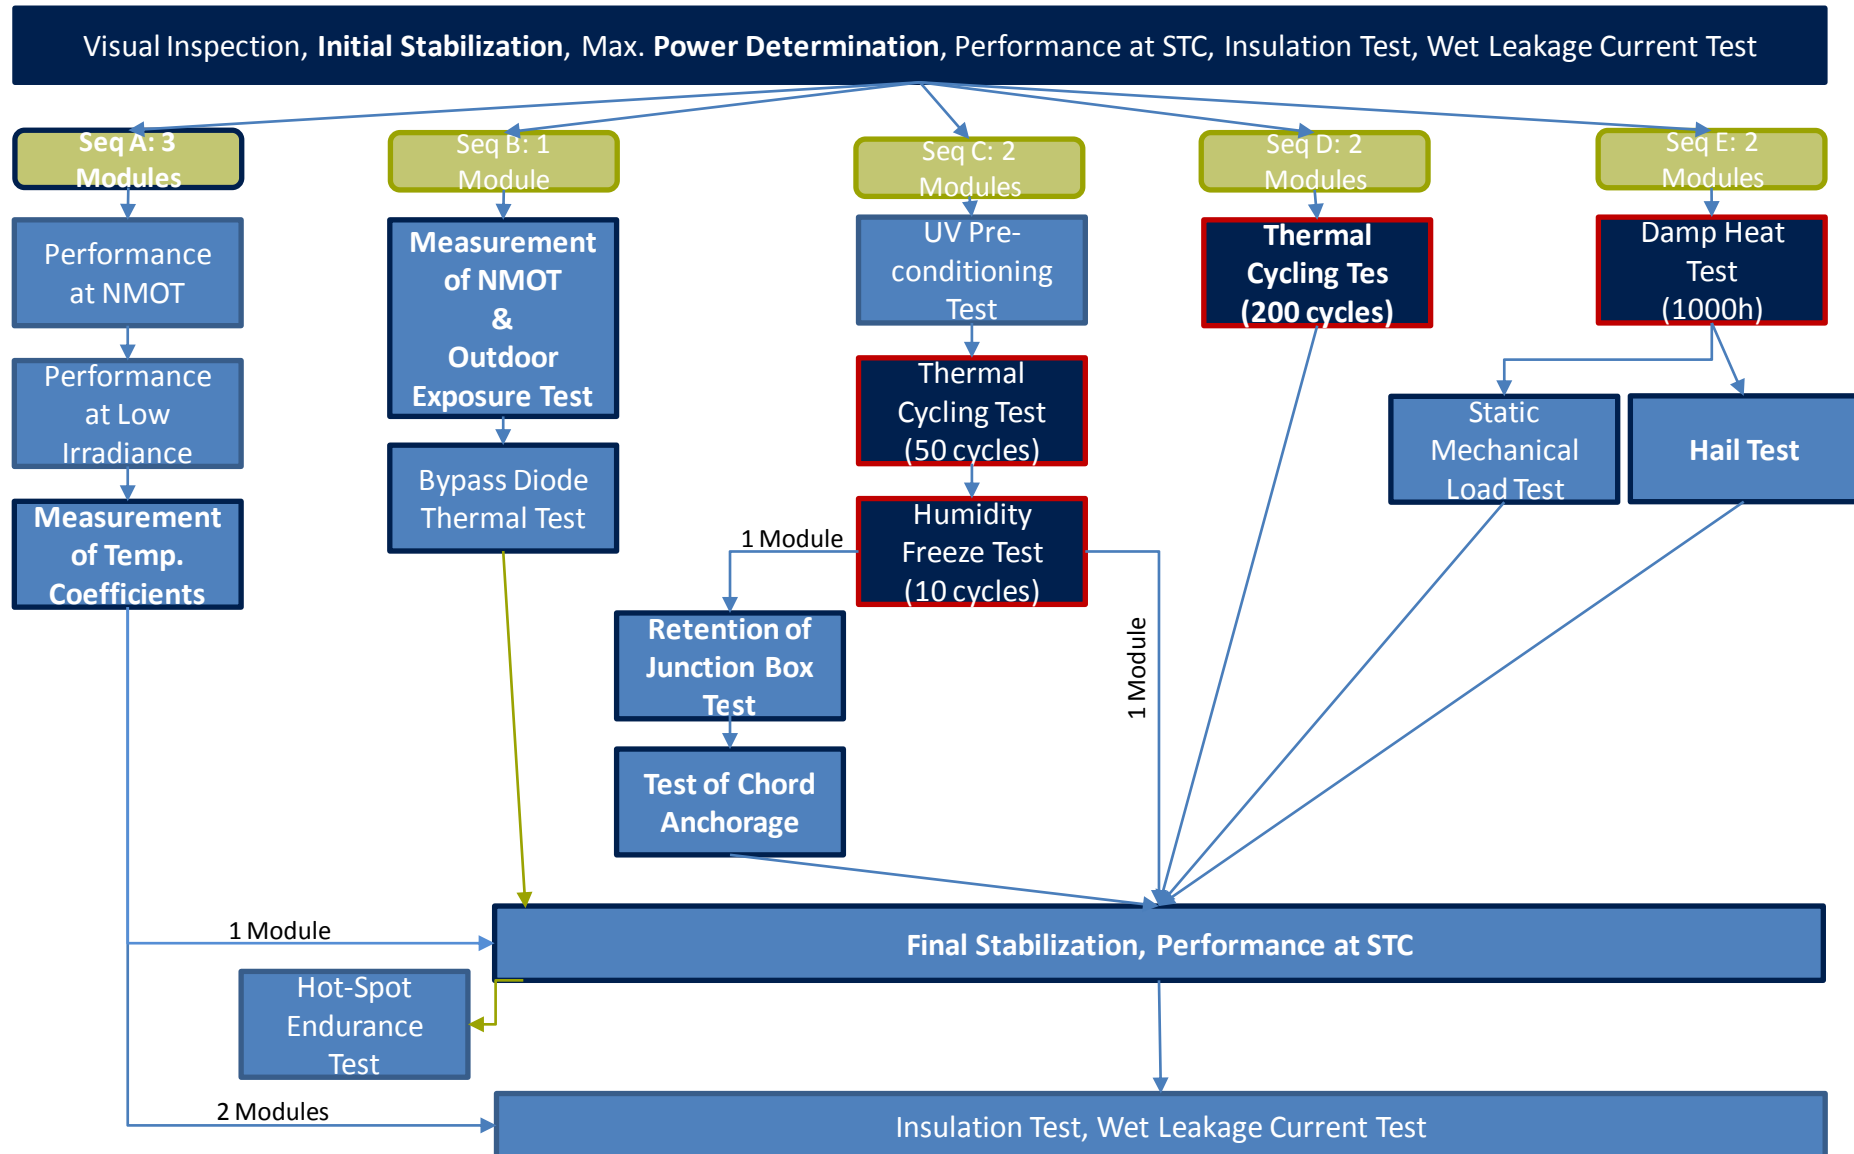 Visual Inspection, Initial Stabilization, Max. Power Determination, Performance at STC, Insulation Test, Wet Leakage Current Test
Seq A: 3
Modules
Seq B: 1
Module
Seq C: 2
Modules
Seq D: 2
Modules
Seq E: 2
Modules
Performance
at NMOT
Performance
at Low
Irradiance
Measurement
of Temp.
Coefficients
Measurement
of NMOT
&
Outdoor
Exposure Test
Bypass Diode
Thermal Test
UV Pre-
conditioning
Test
Thermal
Cycling Test
(50 cycles)
Humidity
Freeze Test
(10 cycles)
1 Module
1 Module
Retention of
Junction Box
Test
Test of Chord
Anchorage
Thermal
Cycling Tes
(200 cycles)
Damp Heat
Test
(1000h)
Static
Mechanical
Load Test
Hail Test
1 Module
Final Stabilization, Performance at STC
Hot-Spot
Endurance
Test
2 Modules
Insulation Test, Wet Leakage Current Test